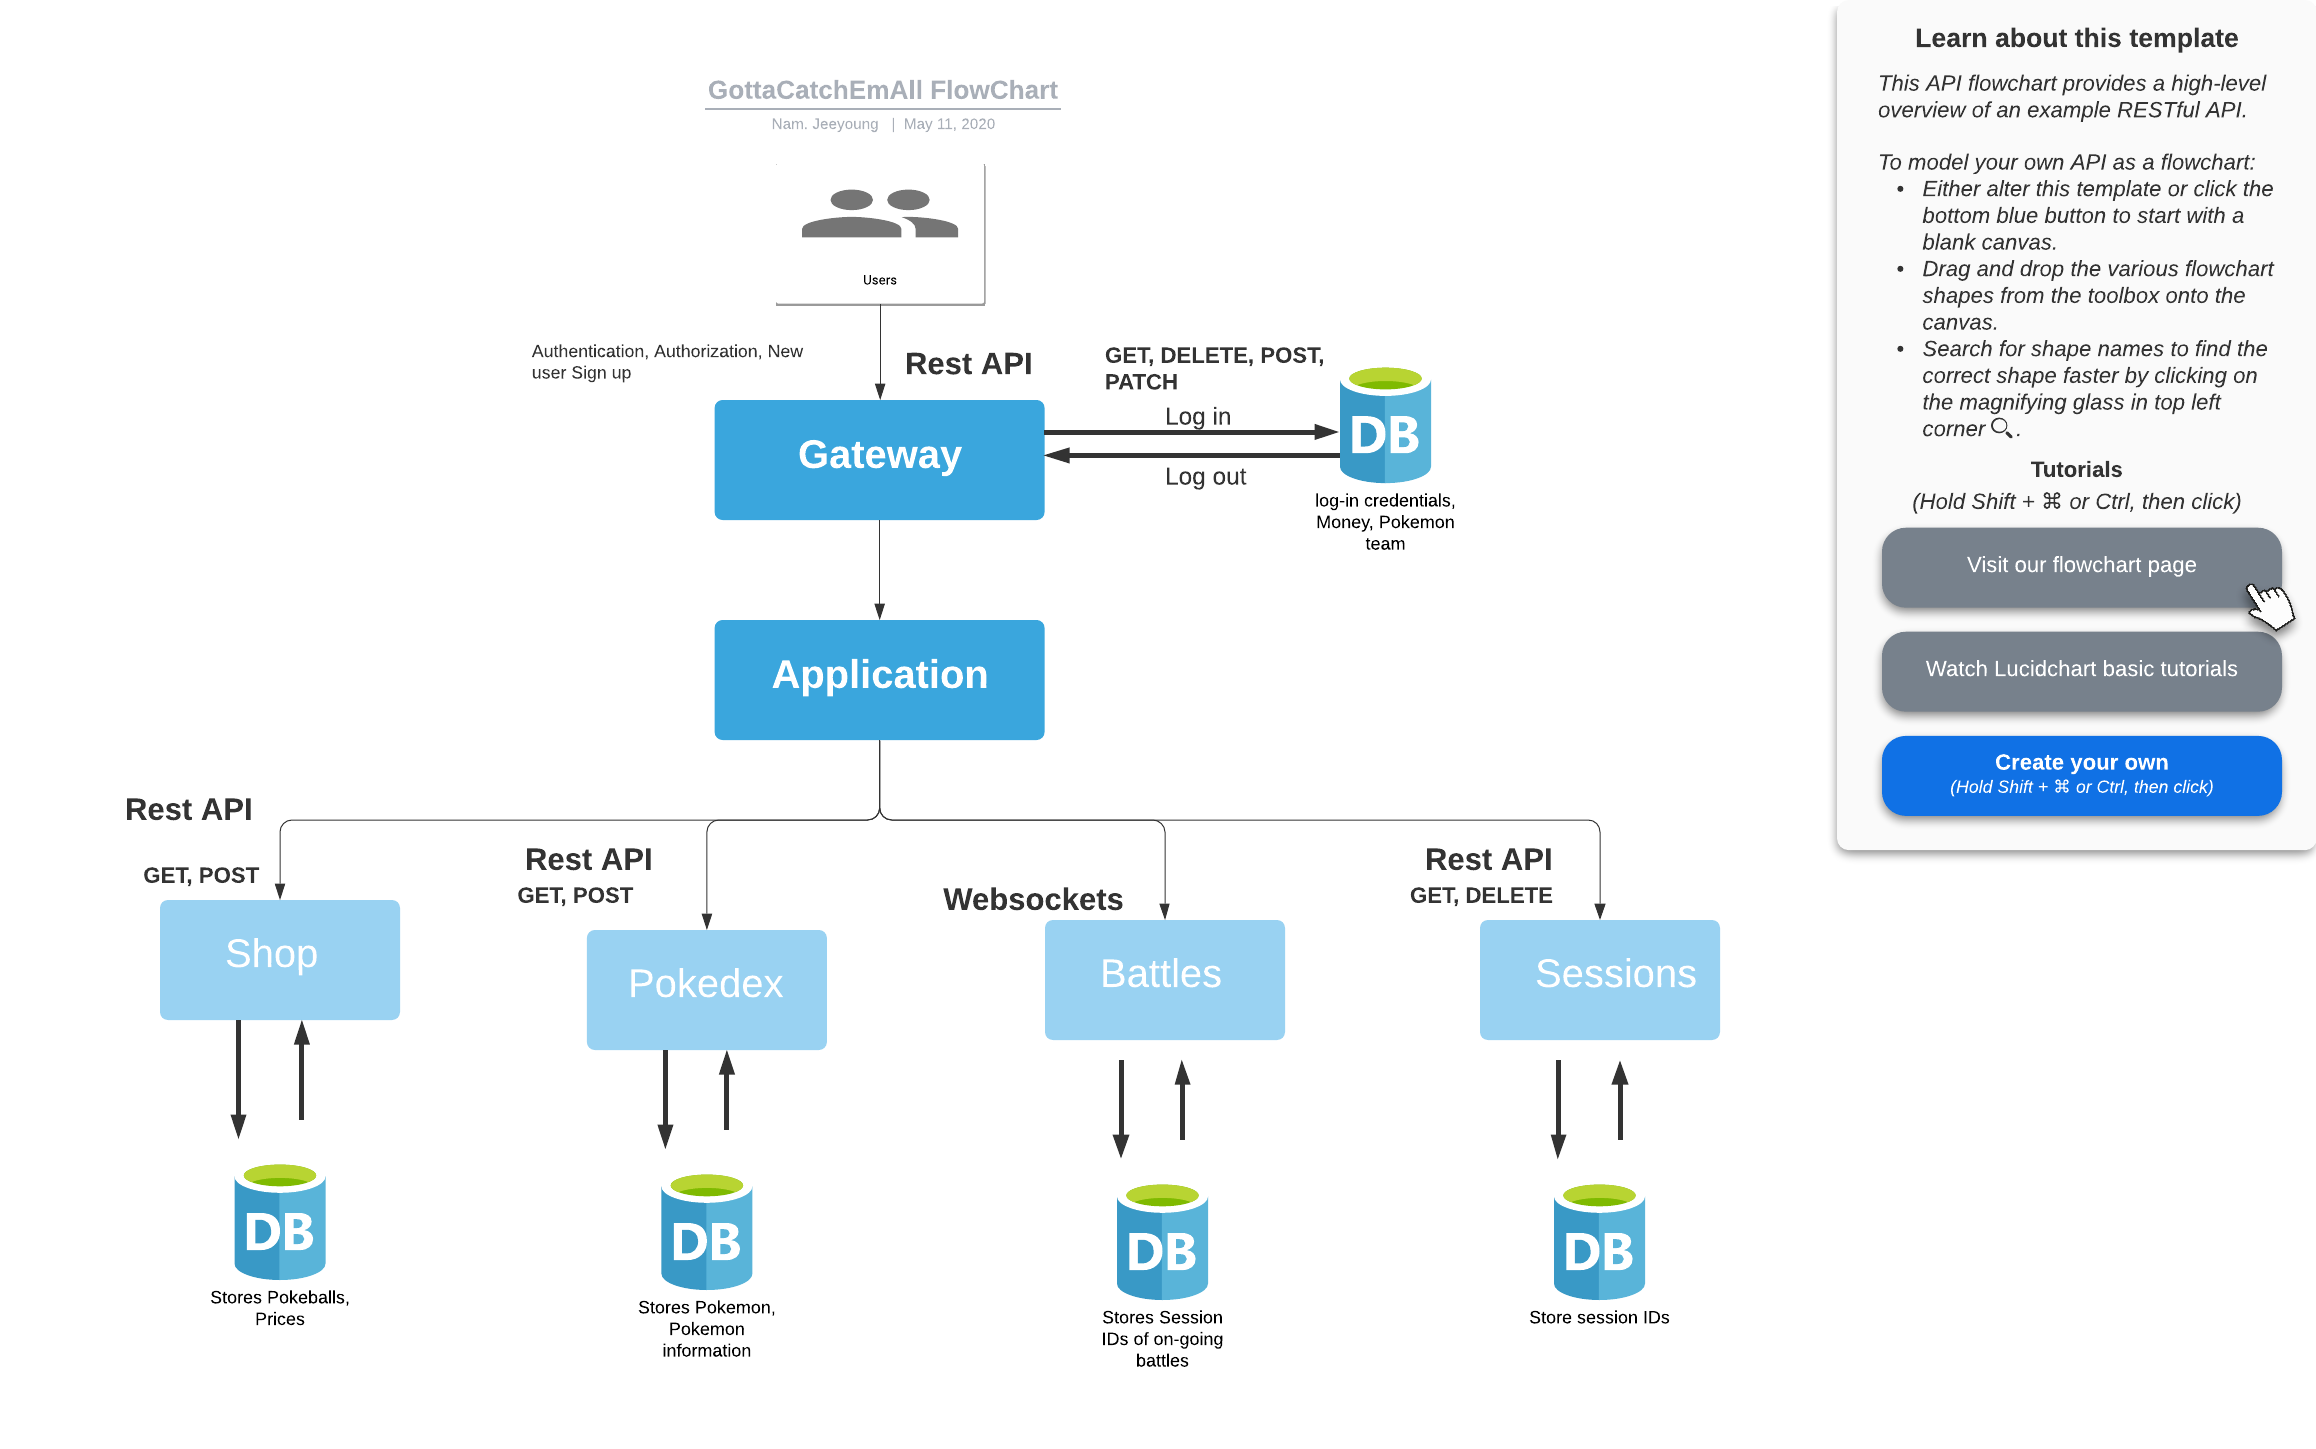 GottaCatchEmAll FlowChart
Nam. Jeeyoung | May 11, 2020
Users
Authentication, Authorization, New
user Sign up
Rest API
GET, DELETE, POST,
PATCH
Log in
Gateway
DB
Log out
log-in credentials,
Money, Pokemon
team
Application
Rest API
GET, POST
Shop
DB
Stores Pokeballs,
Prices
Rest API
GET, POST
Pokedex
DB
Stores Pokemon,
Pokemon
information
Websockets
Battles
DB
Stores Session
IDs of on-going
battles
Rest API
GET, DELETE
Sessions
DB
Store session IDs
Learn about this template
This API flowchart provides a high-level
overview of an example RESTful API.
To model your own API as a flowchart:
• Either alter this template or click the
bottom blue button to start with a
blank canvas.
• Drag and drop the various flowchart
shapes from the toolbox onto the
canvas.
• Search for shape names to find the
correct shape faster by clicking on
the magnifying glass in top left
corner .
Tutorials
(Hold Shift + ⌘ or Ctrl, then click)
Visit our flowchart page
Watch Lucidchart basic tutorials
Create your own
(Hold Shift + ⌘ or Ctrl, then click)